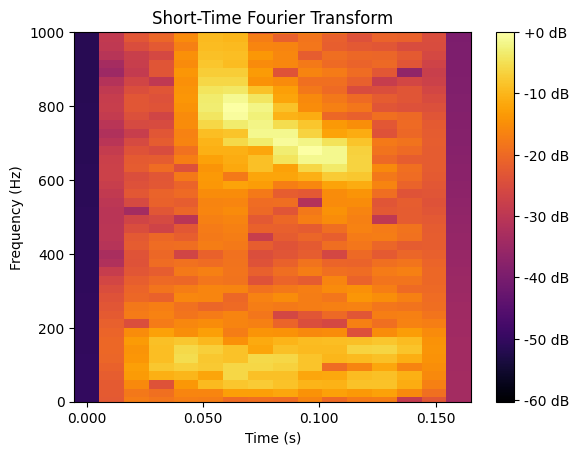 Short-Time Fourier Transform
1000
800
600
400
200
0
Frequency (Hz)
0.000
0.050
0.100
0.150
Time (s)
+0 dB
-10 dB
-20 dB
-30 dB
-40 dB
-50 dB
-60 dB